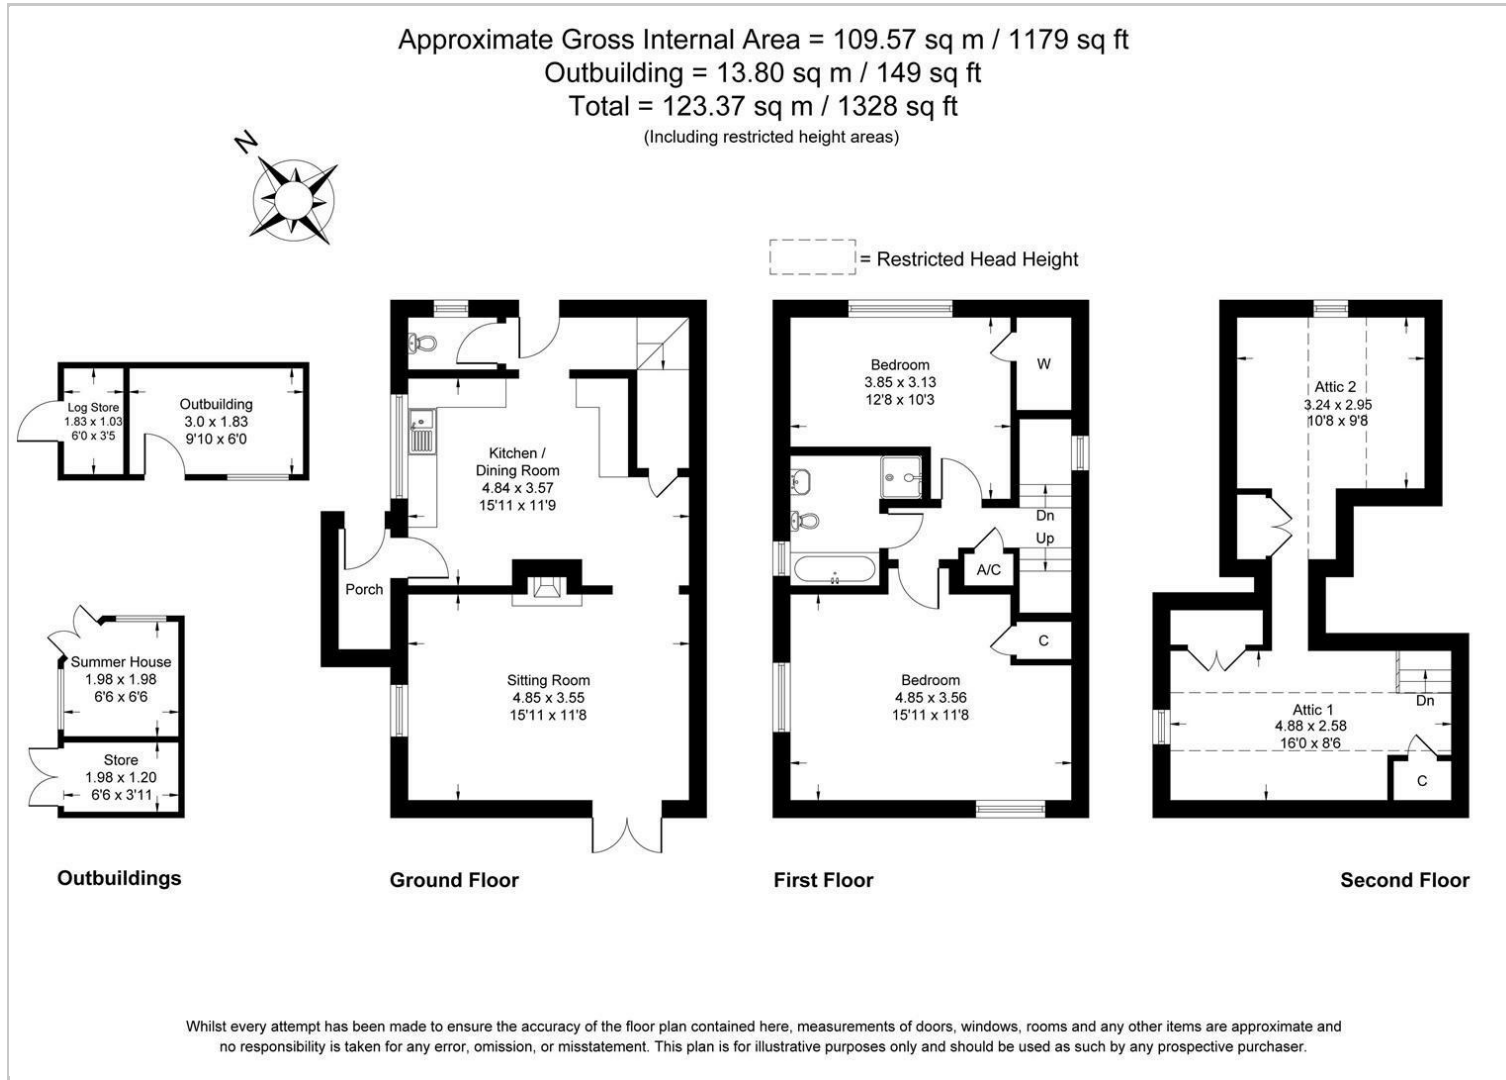 Approximate Gross Internal Area = 109.57 sq m / 1179 sq ft
Outbuilding = 13.80 sq m / 149 sq ft
Total = 123.37 sq m / 1328 sq ft
(Including restricted height areas)
N
= Restricted Head Height
Log Store
1.83 x 1.03
6'0 x 3'5
Outbuilding
3.0 x 1.83
9'10 x 6'0
Summer House
1.98 x 1.98
6'6 x 6'6
Store
1.98 x 1.20
6'6 x 3'11
Outbuildings
Kitchen /
Dining Room
4.84 x 3.57
15'11 x 11'9
Porch
Sitting Room
4.85 x 3.55
15'11 x 11'8
Ground Floor
Bedroom
3.85 x 3.13
12'8 x 10'3
W
Dn
Up
A/C
C
Bedroom
4.85 x 3.56
15'11 x 11'8
First Floor
Attic 2
3.24 x 2.95
10'8 x 9'8
Attic 1
4.88 x 2.58
16'0 x 8'6
Dn
C
Second Floor
Whilst every attempt has been made to ensure the accuracy of the floor plan contained here, measurements of doors, windows, rooms and any other items are approximate and
no responsibility is taken for any error, omission, or misstatement. This plan is for illustrative purposes only and should be used as such by any prospective purchaser.